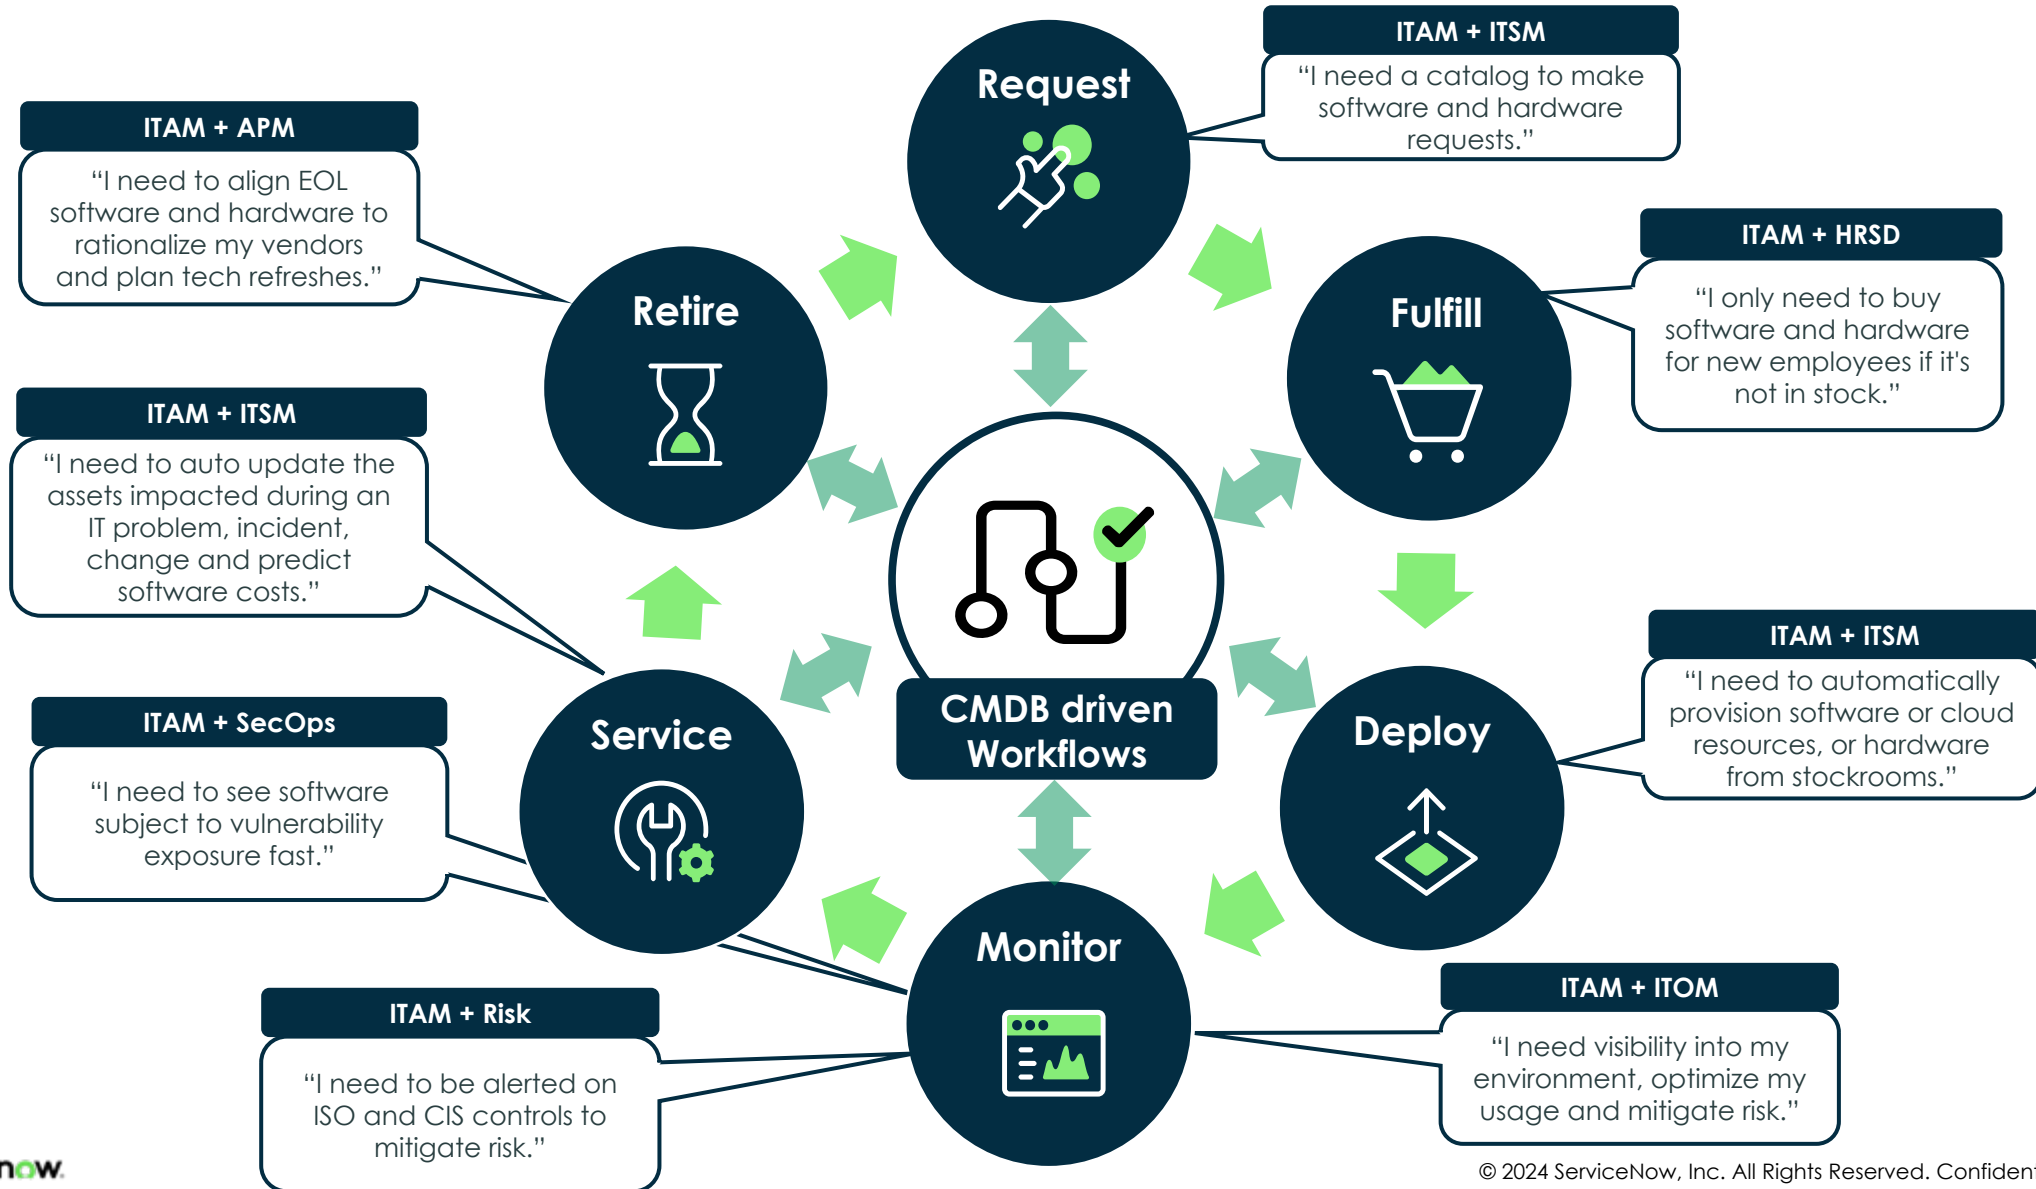 ITAM + ITSM
“I need a catalog to make
software and hardware
requests.”
Request
ITAM + APM
“I need to align EOL
software and hardware to
rationalize my vendors
and plan tech refreshes.”
ITAM + HRSD
“I only need to buy
software and hardware
for new employees if it's
not in stock.”
Retire
Fulfill
ITAM + ITSM
“I need to auto update the
assets impacted during an
IT problem, incident,
change and predict
software costs.”
ITAM + ITSM
“I need to automatically
provision software or cloud
resources, or hardware
from stockrooms.”
CMDB driven
Workflows
Service
Deploy
ITAM + SecOps
“I need to see software
subject to vulnerability
exposure fast.”
Monitor
ITAM + Risk
“I need to be alerted on
ISO and CIS controls to
mitigate risk.”
ITAM + ITOM
“I need visibility into my
environment, optimize my
usage and mitigate risk.”
now.
© 2024 ServiceNow, Inc. All Rights Reserved. Confident